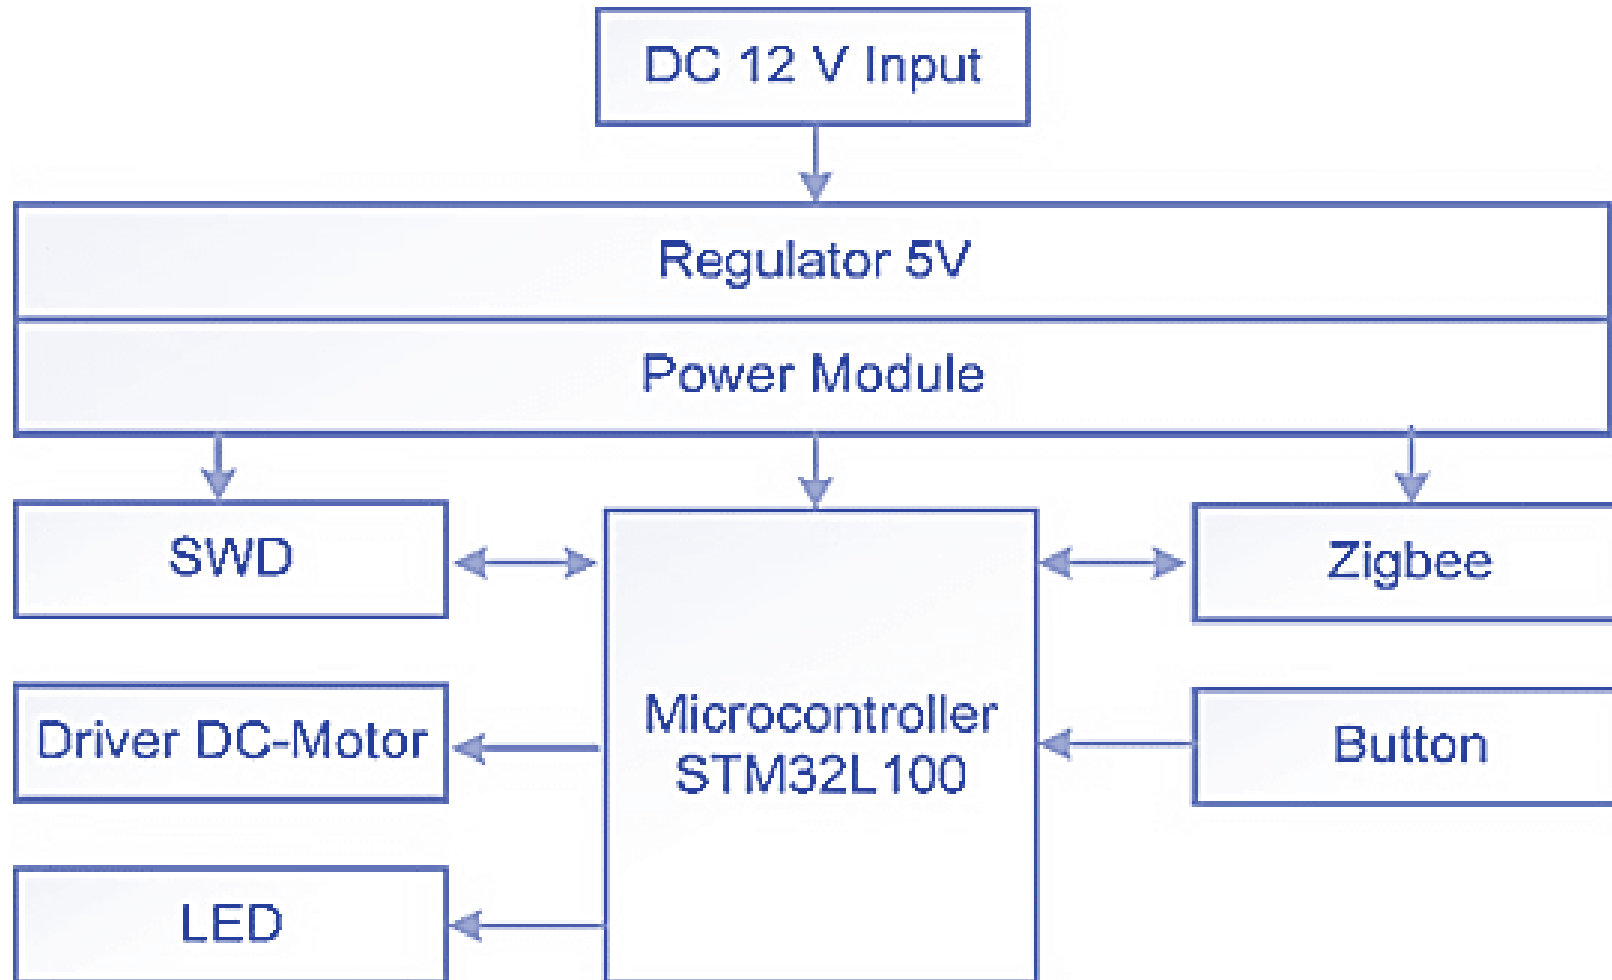 DC 12 V Input
Regulator 5V
Power Module
SWD
Zigbee
Microcontroller
STM32L100
Driver DC-Motor
Button
LED